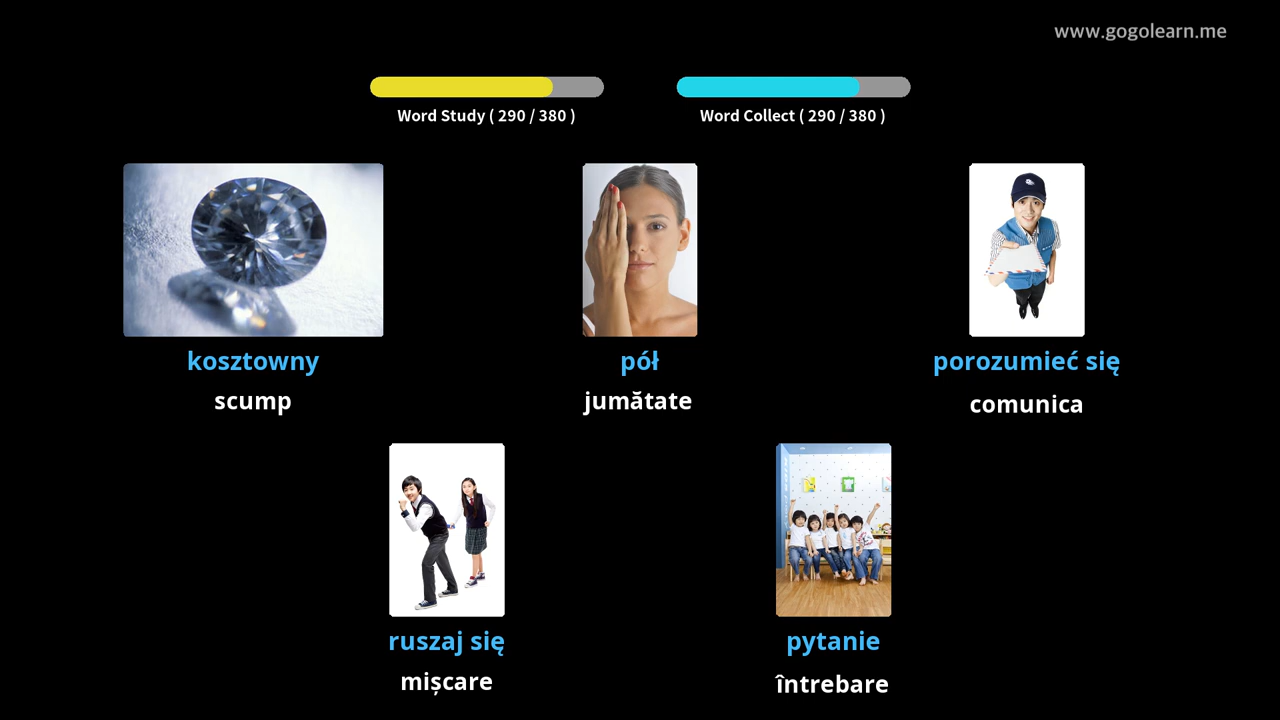 www.gogolearn.me
Word Study ( 290 / 380 )
Word Collect ( 290 / 380 )
kosztowny
scump
pół
jumătate
porozumieć się
comunica
ruszaj się
mișcare
pytanie
întrebare